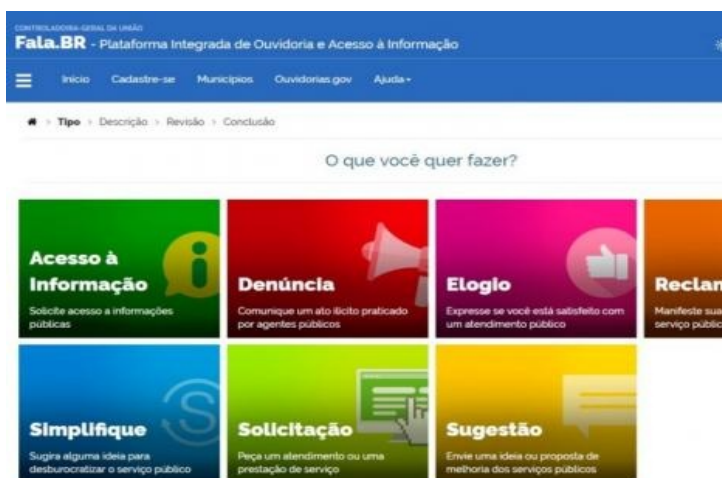 CONTROLADORIA-GERAL DA UNIÃO
Fala.BR - Plataforma Integrada de Ouvidoria e Acesso à Informação
Início Cadastre-se Municípios Ouvidorias.gov Ajuda
Tipo > Descrição > Revisão > Conclusão
O que você quer fazer?
Acesso à
Informação
Solicite acesso a informações
públicas
Denúncia
Comunique um ato ilícito praticado
por agentes públicos
Elogio
Expresse se você está satisfeito com
um atendimento público
Reclam
Manifeste sua
serviço públic
Simplifique
Sugira alguma ideia para
desburocratizar o serviço público
Solicitação
Peça um atendimento ou uma
prestação de serviço
Sugestão
Envie uma ideia ou proposta de
melhoria dos serviços públicos